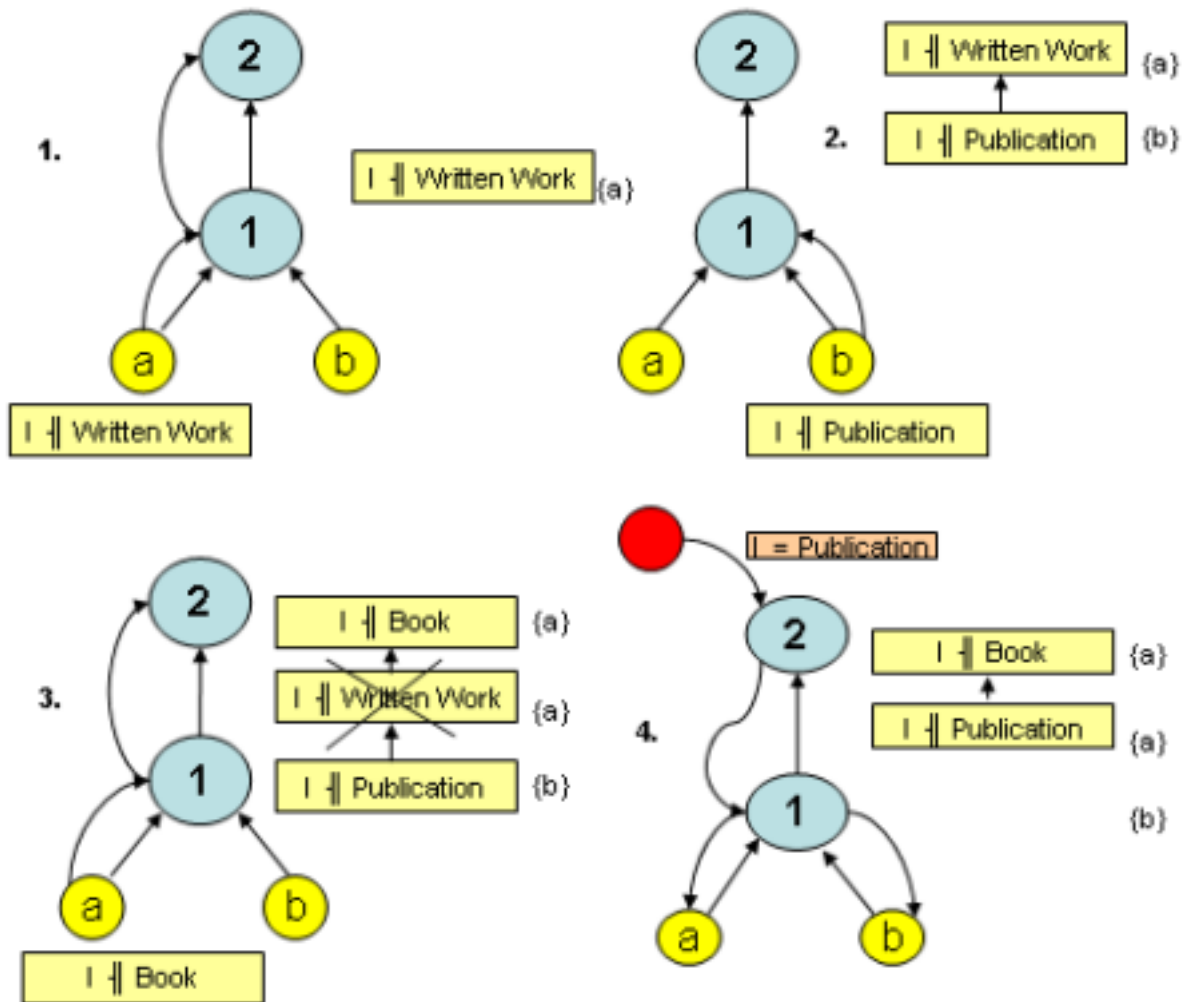 1.
2
1
a
b
I ⫣ Written Work {a}
I ⫣ Written Work
2.
2
1
a
b
I ⫣ Written Work {a}
I ⫣ Publication {b}
I ⫣ Publication
3.
2
1
a
b
I ⫣ Book {a}
I ⫣ Written Work {a}
I ⫣ Publication {b}
I ⫣ Book
4.
I = Publication
2
1
a
b
I ⫣ Book {a}
I ⫣ Publication {a}
{b}